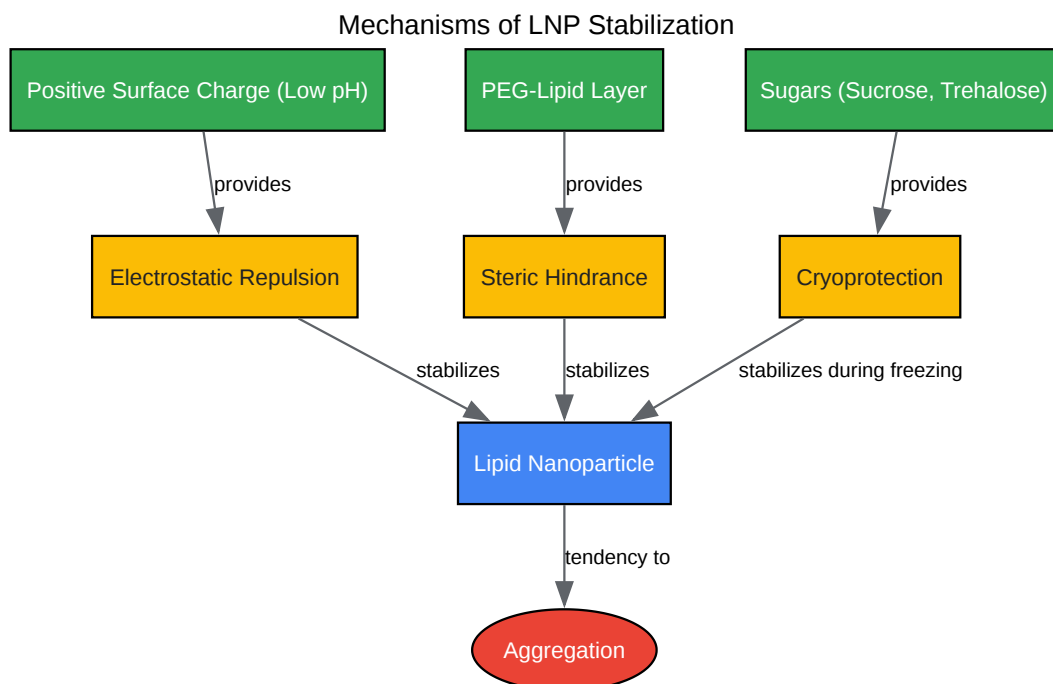 Mechanisms of LNP Stabilization
Positive Surface Charge (Low pH)
PEG-Lipid Layer
Sugars (Sucrose, Trehalose)
provides
provides
provides
Electrostatic Repulsion
Steric Hindrance
Cryoprotection
stabilizes
stabilizes
stabilizes during freezing
Lipid Nanoparticle
tendency to
Aggregation